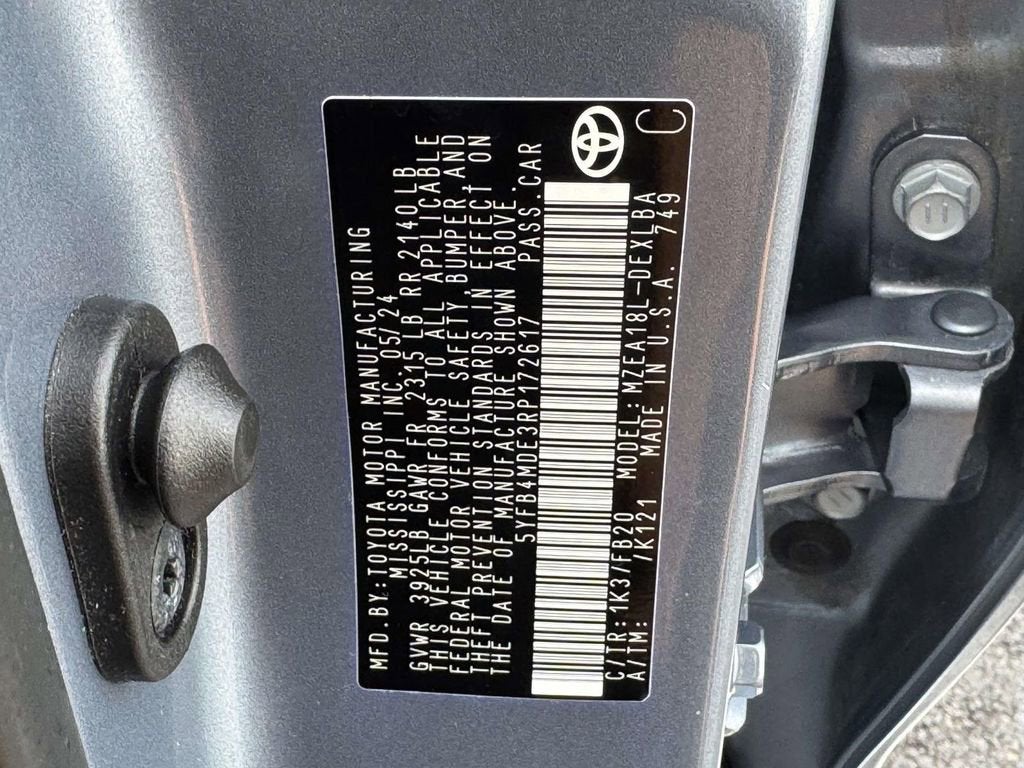 MFD.BY:TOYOTA MOTOR MANUFACTURING
MISSISSIPPI INC. 05/24
GVWR 3925LB GAWR FR 2315 LB RR 2140LB
THIS VEHICLE CONFORMS TO ALL APPLICABLE
FEDERAL MOTOR VEHICLE SAFETY, BUMPER, AND
THEFT PREVENTION STANDARDS IN EFFECT ON
THE DATE OF MANUFACTURE SHOWN ABOVE.
5YFB4MDE3RP172617 PASS.CAR
C/TR:1K3/FB20 MODEL:MZEA18L-DEXLBA
A/TM: /K121 MADE IN U.S.A. 749
C